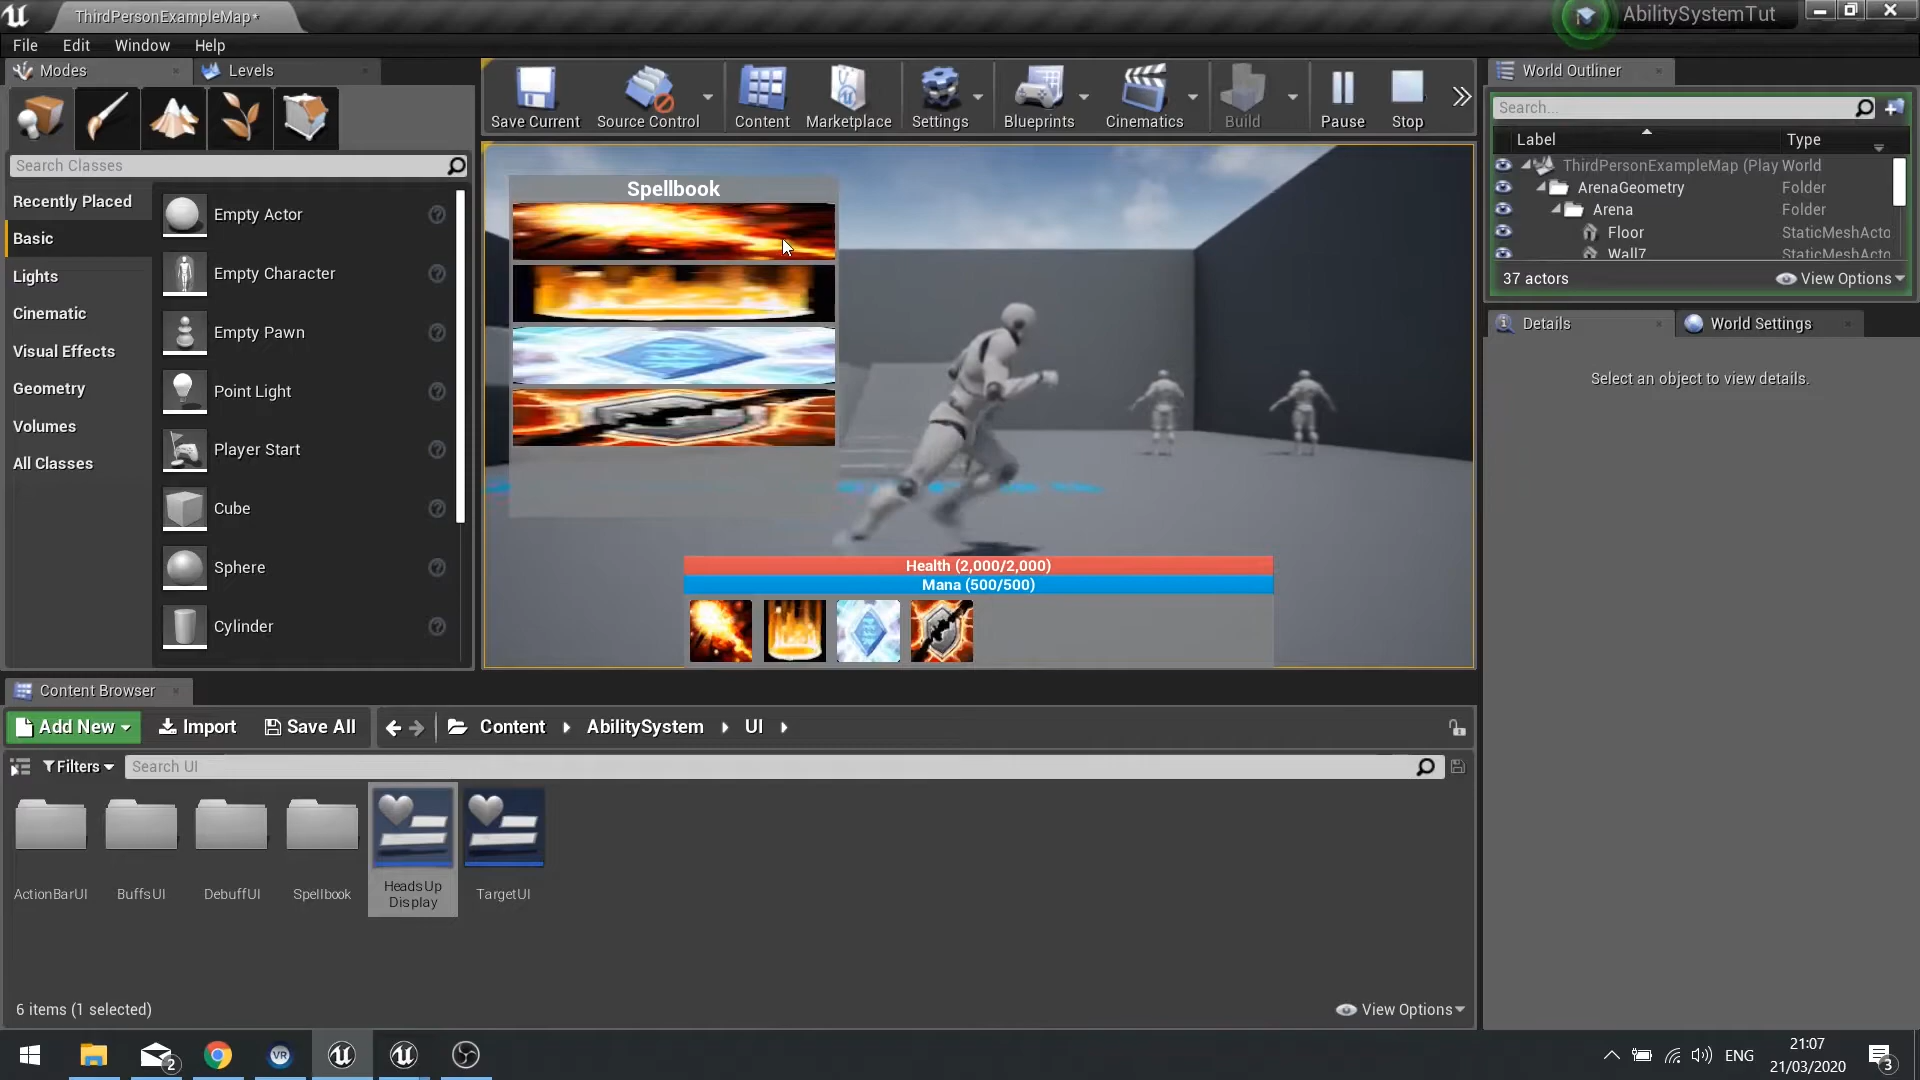 ThirdPersonExampleMap*
AbilitySystemTut
File Edit Window Help
Modes
Levels
Search Classes
Recently Placed
Basic
Lights
Cinematic
Visual Effects
Geometry
Volumes
All Classes
Empty Actor
Empty Character
Empty Pawn
Point Light
Player Start
Cube
Sphere
Cylinder
Save Current
Source Control
Content
Marketplace
Settings
Blueprints
Cinematics
Build
Pause
Stop
Spellbook
Health (2,000/2,000)
Mana (500/500)
World Outliner
Search...
Label Type
ThirdPersonExampleMap (Play World
ArenaGeometry Folder
Arena Folder
Floor StaticMeshActo
Wall7 StaticMeshActo
37 actors View Options
Details
World Settings
Select an object to view details.
Content Browser
Add New Import Save All Content AbilitySystem UI
Filters Search UI
ActionBarUI
BuffsUI
DebuffUI
Spellbook
HeadsUp
Display
TargetUI
6 items (1 selected)
View Options
VR
2
ENG
21:07
21/03/2020
3